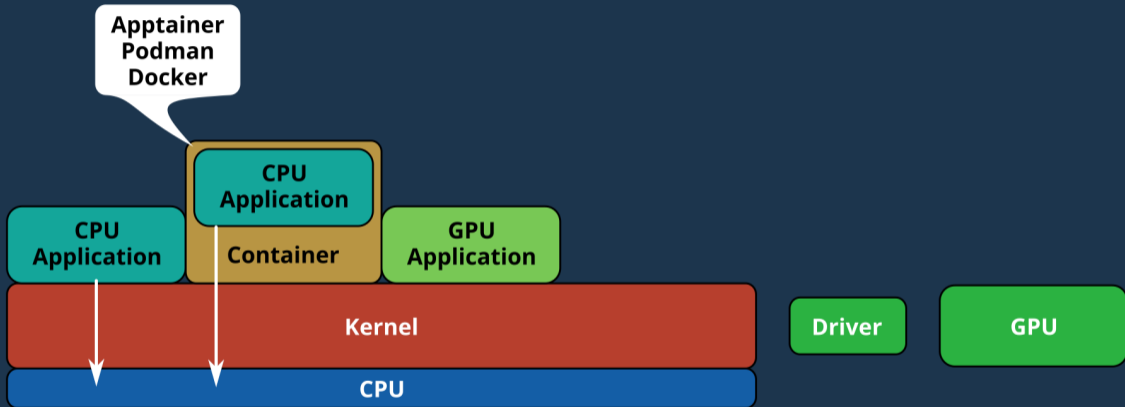 Apptainer
Podman
Docker
CPU
Application
CPU
Application
Container
GPU
Application
Kernel
Driver
GPU
CPU